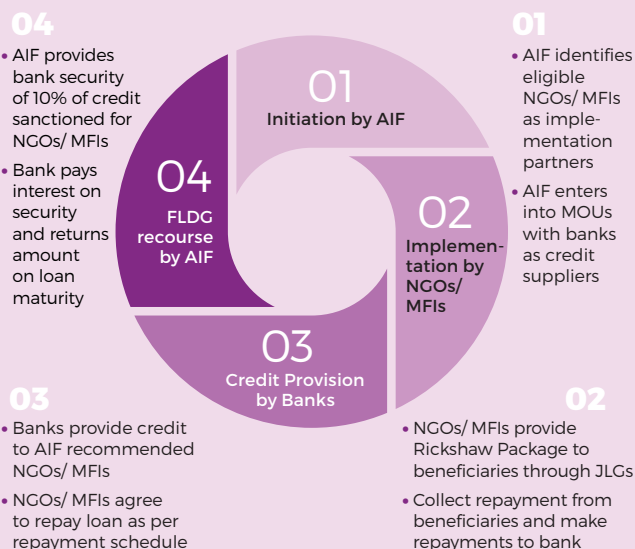 04
• AIF provides
bank security
of 10% of credit
sanctioned for
NGOs/ MFIs
• Bank pays
interest on
security
and returns
amount
on loan
maturity
01
• AIF identifies
eligible
NGOs/ MFIs
as imple-
mentation
partners
• AIF enters
into MOUs
with banks
as credit
suppliers
01
Initiation by AIF
02
Implemen-
tation by
NGOs/
MFIs
03
Credit Provision
by Banks
04
FLDG
recourse
by AIF
03
• Banks provide credit
to AIF recommended
NGOs/ MFIs
• NGOs/ MFIs agree
to repay loan as per
repayment schedule
02
• NGOs/ MFIs provide
Rickshaw Package to
beneficiaries through JLGs
• Collect repayment from
beneficiaries and make
repayments to bank